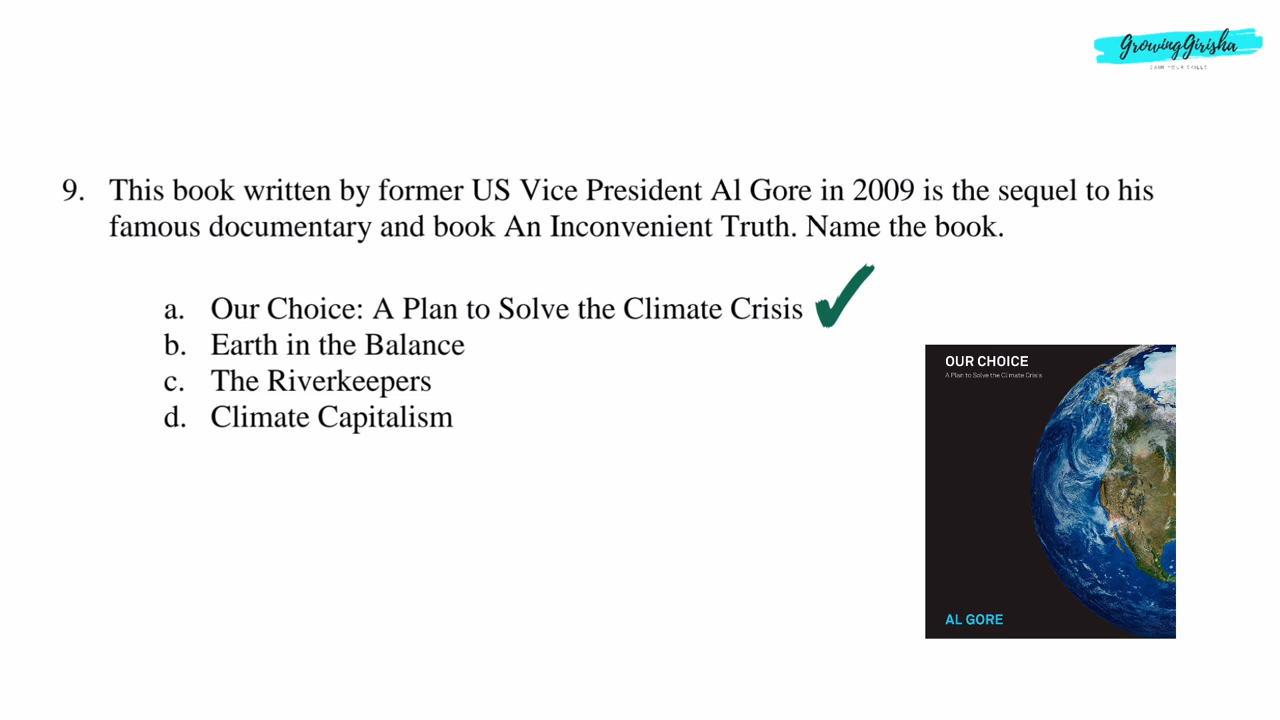 GrowingGirisha
9. This book written by former US Vice President Al Gore in 2009 is the sequel to his
famous documentary and book An Inconvenient Truth. Name the book.
a. Our Choice: A Plan to Solve the Climate Crisis
b. Earth in the Balance
c. The Riverkeepers
d. Climate Capitalism
OUR CHOICE
A Plan to Solve the Climate Crisis
AL GORE